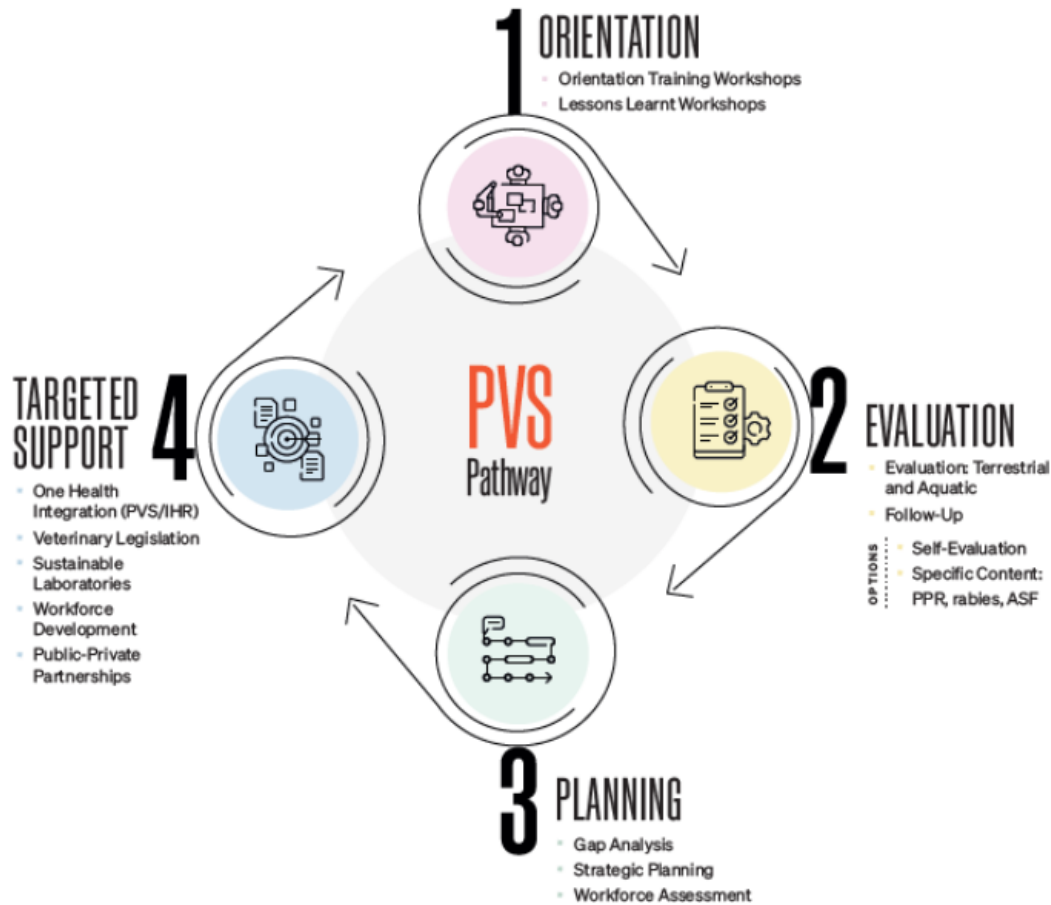 1 ORIENTATION
Orientation Training Workshops
Lessons Learnt Workshops
PVS
Pathway
2 EVALUATION
Evaluation: Terrestrial
and Aquatic
Follow-Up
OPTIONS
Self-Evaluation
Specific Content:
PPR, rabies, ASF
3 PLANNING
Gap Analysis
Strategic Planning
Workforce Assessment
TARGETED
SUPPORT 4
One Health
Integration (PVS/IHR)
Veterinary Legislation
Sustainable
Laboratories
Workforce
Development
Public-Private
Partnerships